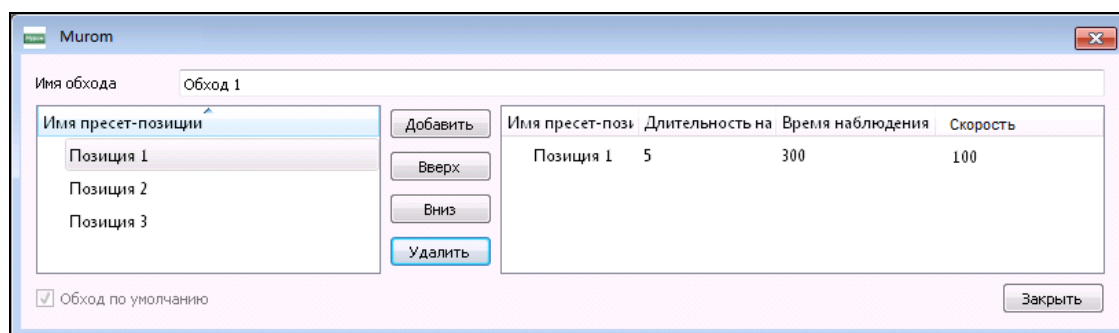 Murom
Имя обхода Обход 1
Имя пресет-позиции
Позиция 1
Позиция 2
Позиция 3
Добавить
Вверх
Вниз
Удалить
Имя пресет-пози Длительность на Время наблюдения Скорость
Позиция 1 5 300 100
Обход по умолчанию
Закрыть